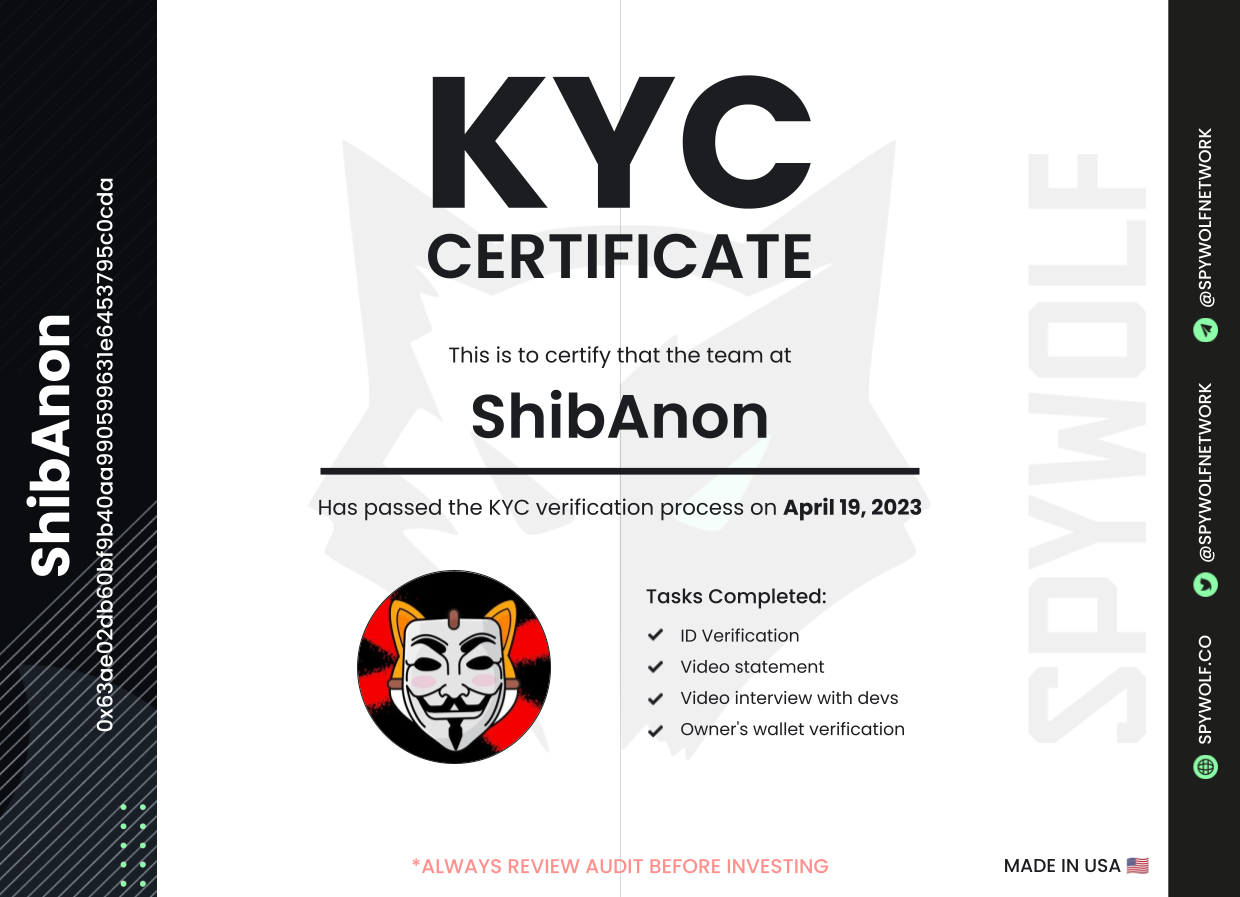 ShibAnon
0x63ae02db60bf9b40aa990599631e6453795c0cda
KYC
CERTIFICATE
This is to certify that the team at
ShibAnon
Has passed the KYC verification process on April 19, 2023
Tasks Completed:
ID Verification
Video statement
Video interview with devs
Owner's wallet verification
*ALWAYS REVIEW AUDIT BEFORE INVESTING
MADE IN USA 🇺🇸
SPYWOLF
SPYWOLF.CO
@SPYWOLFNETWORK
@SPYWOLFNETWORK